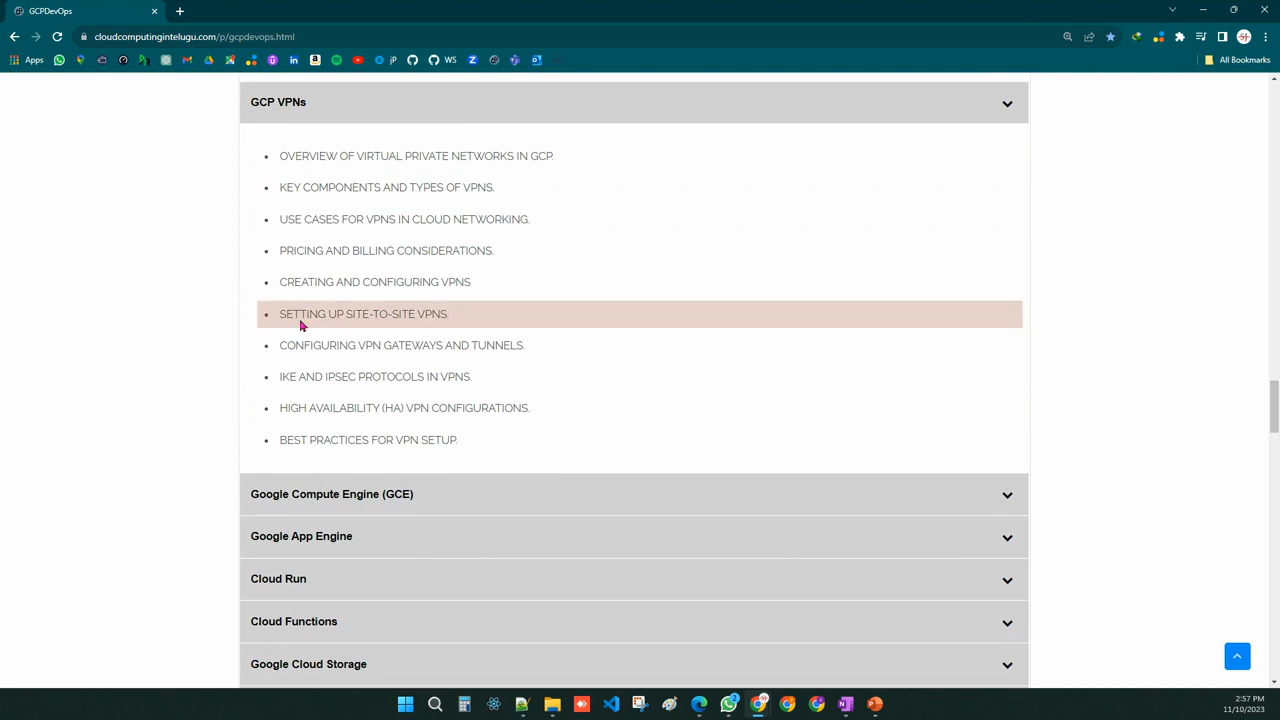 GCPDevOps
cloudcomputingintelugu.com/p/gcpdevops.html
Apps
jP
WS
All Bookmarks
GCP VPNs
OVERVIEW OF VIRTUAL PRIVATE NETWORKS IN GCP.
KEY COMPONENTS AND TYPES OF VPNS.
USE CASES FOR VPNS IN CLOUD NETWORKING.
PRICING AND BILLING CONSIDERATIONS.
CREATING AND CONFIGURING VPNS
SETTING UP SITE-TO-SITE VPNS.
CONFIGURING VPN GATEWAYS AND TUNNELS.
IKE AND IPSEC PROTOCOLS IN VPNS.
HIGH AVAILABILITY (HA) VPN CONFIGURATIONS.
BEST PRACTICES FOR VPN SETUP.
Google Compute Engine (GCE)
Google App Engine
Cloud Run
Cloud Functions
Google Cloud Storage
2:57 PM
11/10/2023